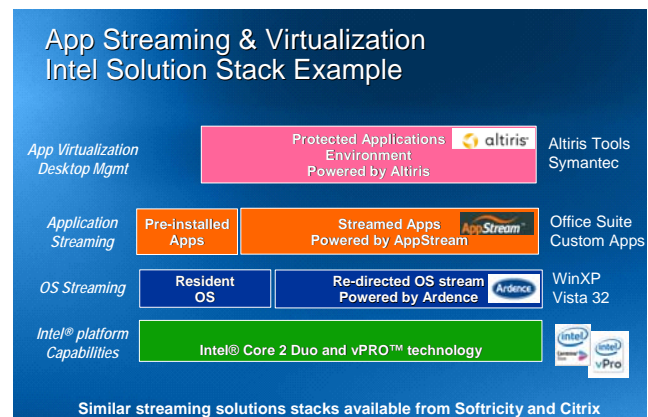 App Streaming & Virtualization
Intel Solution Stack Example
App Virtualization
Desktop Mgmt
Protected Applications
Environment
Powered by Altiris
altiris
Altiris Tools
Symantec
Application
Streaming
Pre-installed
Apps
Streamed Apps
Powered by AppStream
AppStream
Office Suite
Custom Apps
OS Streaming
Resident
OS
Re-directed OS stream
Powered by Ardence
Ardence
WinXP
Vista 32
Intel® platform
Capabilities
Intel® Core 2 Duo and vPRO™ technology
intel
Centrino
intel
vPro
Similar streaming solutions stacks available from Softricity and Citrix